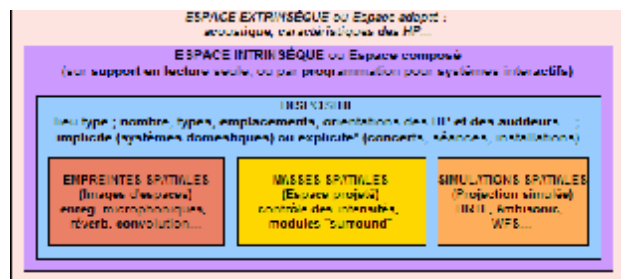 ESPACE EXTRINSÈQUE ou Espace adapté :
acoustique, caractéristiques des HP...
ESPACE INTRINSÈQUE ou Espace composé
(sur support en lecture seule, ou par programmation pour systèmes interactifs)
DISPOSITIF
lieu type ; nombre, types, emplacements, orientations des HP et des auditeurs... ;
implicite (systèmes domestiques) ou explicite* (concerts, séances, installations)
EMPREINTES SPATIALES
(Images d'espaces)
enreg. microphoniques,
réverb. convolution...
MASSES SPATIALES
(Espace projeté)
contrôle des intensités,
modules "surround"
SIMULATIONS SPATIALES
(Projection simulée)
HRTF, Ambisonic,
WFS...